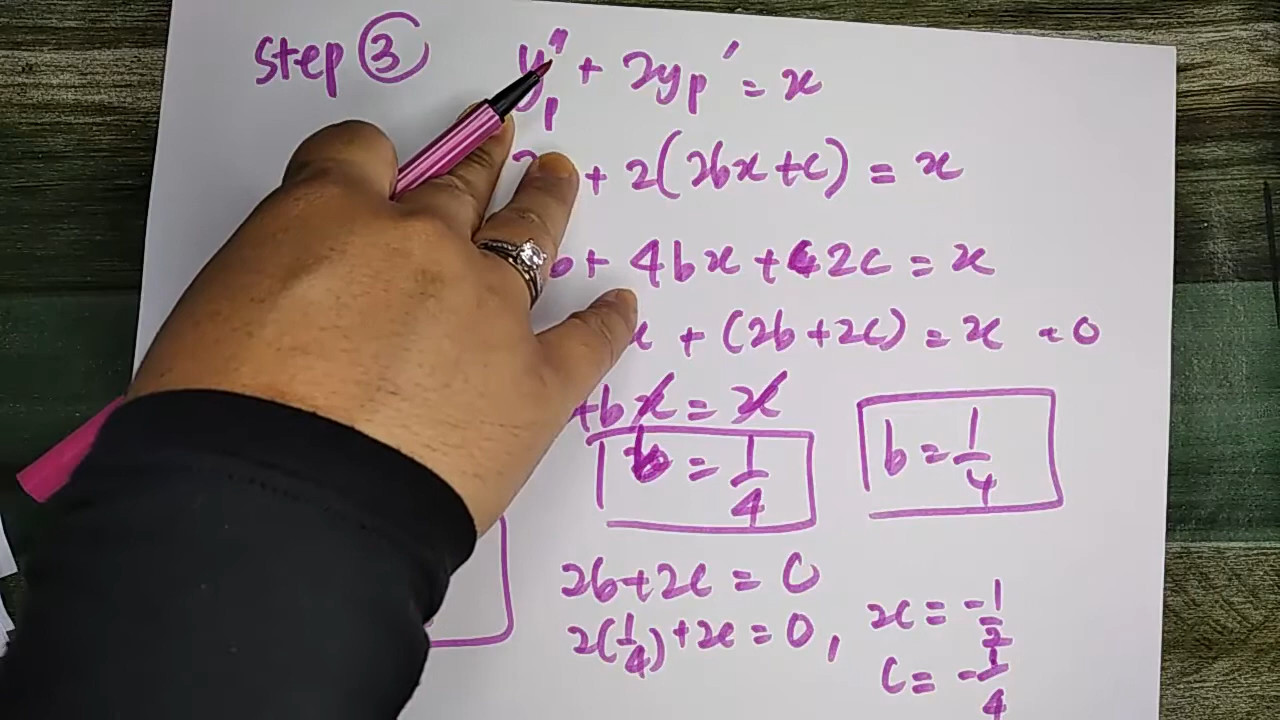 Step ③ y"p + 2yp' = x
+ 2(2bx+c) = x
+ 4bx + 2c = x
x + (2b+2c) = x + 0
4bx = x
b = 1/4
b = 1/4
2b+2c = 0
2(1/4)+2c = 0, 2c = -1/2
c = -1/4